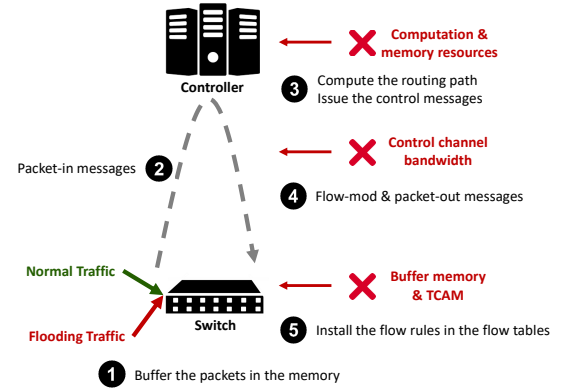 Computation &
memory resources
Controller
3 Compute the routing path
Issue the control messages
Packet-in messages 2
Control channel
bandwidth
4 Flow-mod & packet-out messages
Normal Traffic
Buffer memory
& TCAM
Flooding Traffic
Switch
5 Install the flow rules in the flow tables
1 Buffer the packets in the memory